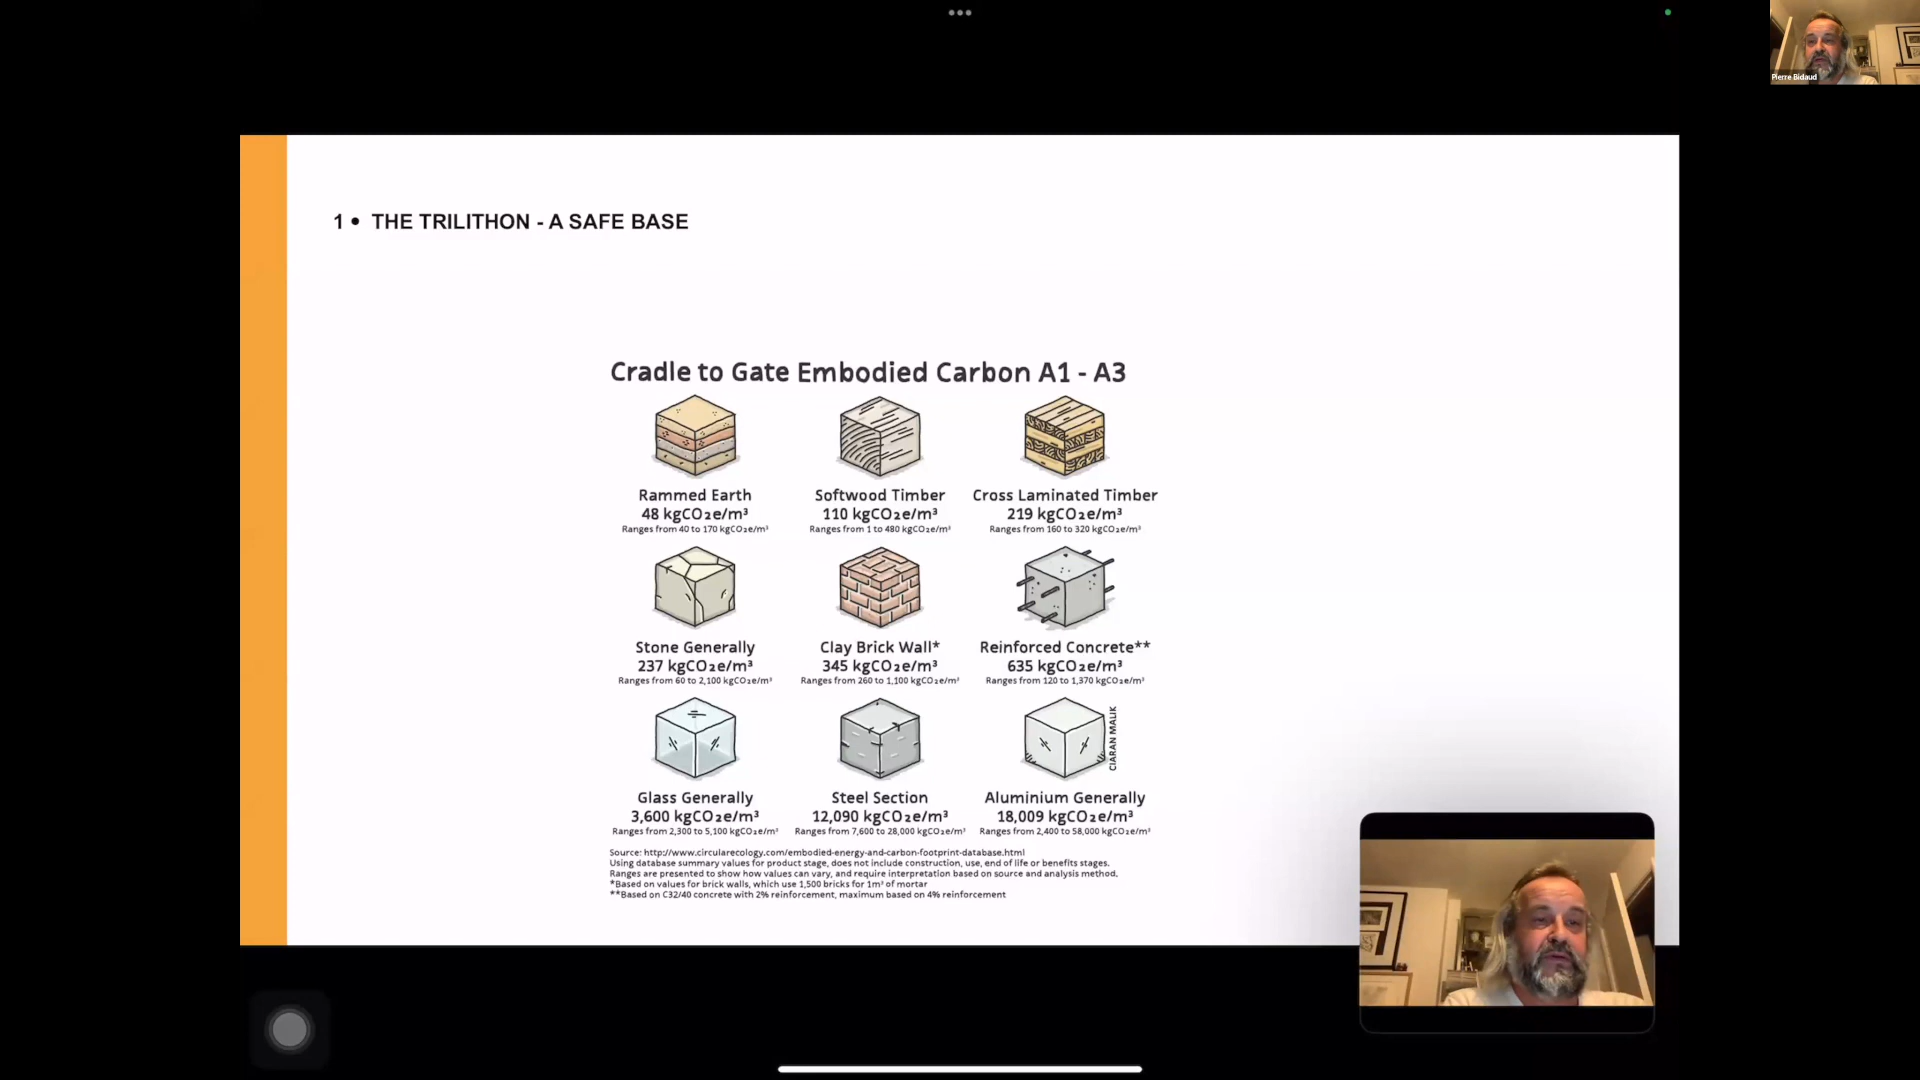 Pierre Bidaud
1 • THE TRILITHON - A SAFE BASE
Cradle to Gate Embodied Carbon A1 - A3
Rammed Earth
48 kgCO₂e/m³
Ranges from 40 to 170 kgCO₂e/m³
Softwood Timber
110 kgCO₂e/m³
Ranges from 1 to 480 kgCO₂e/m³
Cross Laminated Timber
219 kgCO₂e/m³
Ranges from 160 to 320 kgCO₂e/m³
Stone Generally
237 kgCO₂e/m³
Ranges from 60 to 2,100 kgCO₂e/m³
Clay Brick Wall*
345 kgCO₂e/m³
Ranges from 260 to 1,100 kgCO₂e/m³
Reinforced Concrete**
635 kgCO₂e/m³
Ranges from 120 to 1,370 kgCO₂e/m³
Glass Generally
3,600 kgCO₂e/m³
Ranges from 2,300 to 5,100 kgCO₂e/m³
Steel Section
12,090 kgCO₂e/m³
Ranges from 7,600 to 28,000 kgCO₂e/m³
CIARAN MALIK
Aluminium Generally
18,009 kgCO₂e/m³
Ranges from 2,400 to 58,000 kgCO₂e/m³
Source: http://www.circularecology.com/embodied-energy-and-carbon-footprint-database.html
Using database summary values for product stage, does not include construction, use, end of life or benefits stages.
Ranges are presented to show how values can vary, and require interpretation based on source and analysis method.
*Based on values for brick walls, which use 1,500 bricks for 1m³ of mortar
**Based on C32/40 concrete with 2% reinforcement, maximum based on 4% reinforcement